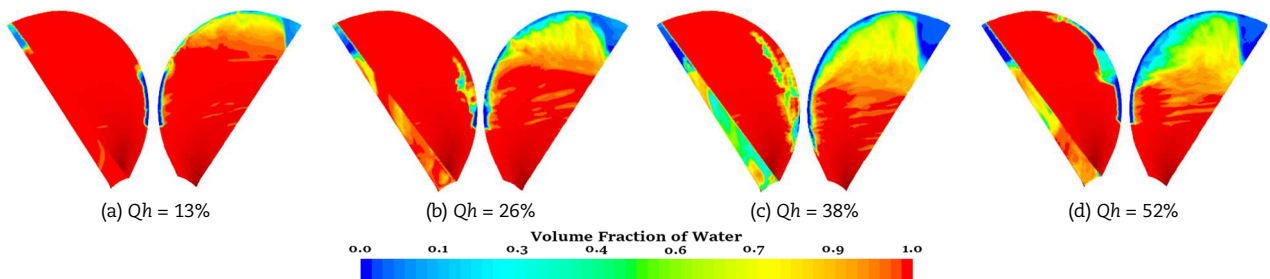 (a) Qh = 13%
(b) Qh = 26%
(c) Qh = 38%
(d) Qh = 52%
Volume Fraction of Water
0.0 0.1 0.3 0.4 0.6 0.7 0.9 1.0